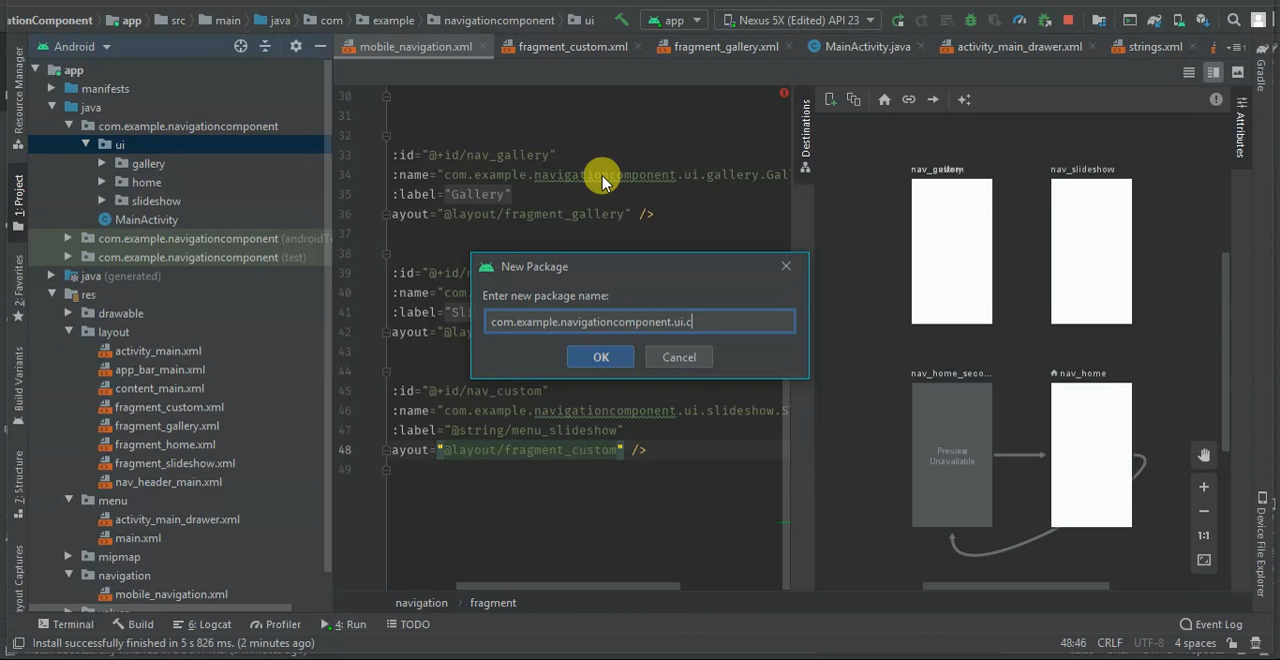 ationComponent app src main java com example navigationcomponent ui app Nexus 5X (Edited) API 23
Android
mobile_navigation.xml fragment_custom.xml fragment_gallery.xml MainActivity.java activity_main_drawer.xml strings.xml
Resource Manager
1: Project
2: Favorites
Build Variants
7: Structure
ayout Captures
app
manifests
java
com.example.navigationcomponent
ui
gallery
home
slideshow
MainActivity
com.example.navigationcomponent (androidTe
com.example.navigationcomponent (test)
java (generated)
res
drawable
layout
activity_main.xml
app_bar_main.xml
content_main.xml
fragment_custom.xml
fragment_gallery.xml
fragment_home.xml
fragment_slideshow.xml
nav_header_main.xml
menu
activity_main_drawer.xml
main.xml
mipmap
navigation
mobile_navigation.xml
30
31
32
33 :id="@+id/nav_gallery"
34 :name="com.example.navigationcomponent.ui.gallery.Gal
35 :label="Gallery"
36 ayout="@layout/fragment_gallery" />
37
38
39 :id="@+id/n
40 :name="com.
41 :label="Sli
42 ayout="@lay
43
44
45 :id="@+id/nav_custom"
46 :name="com.example.navigationcomponent.ui.slideshow.S
47 :label="@string/menu_slideshow"
48 ayout="@layout/fragment_custom" />
49
New Package
Enter new package name:
com.example.navigationcomponent.ui.c
OK Cancel
Destinations
Attributes
Gradle
Device File Explorer
nav_slideshow
nav_home_seco...
nav_home
Preview
Unavailable
1:1
navigation fragment
Terminal Build 6: Logcat Profiler 4: Run TODO Event Log
Install successfully finished in 5 s 826 ms. (2 minutes ago) 48:46 CRLF UTF-8 4 spaces